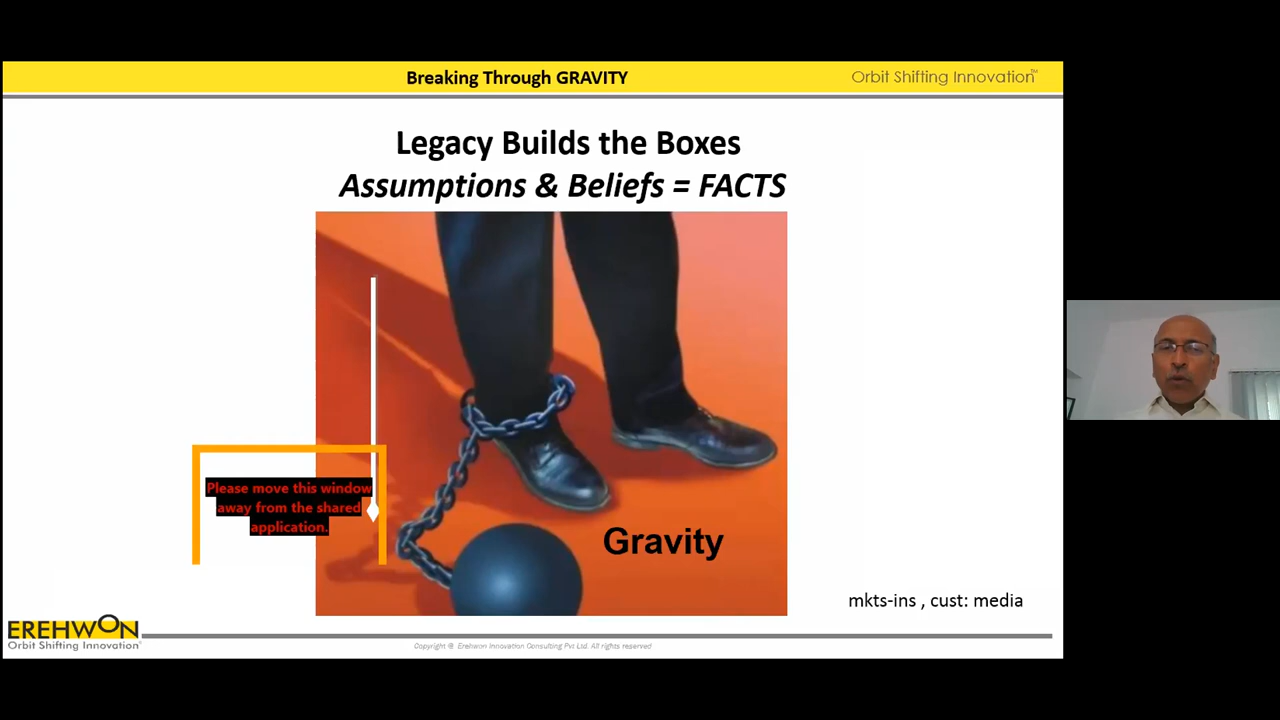 Breaking Through GRAVITY
Orbit Shifting Innovation™
Legacy Builds the Boxes
Assumptions & Beliefs = FACTS
Please move this window
away from the shared
application.
Gravity
mkts-ins , cust: media
EREHWON
Orbit Shifting Innovation
Copyright @ Erehwon Innovation Consulting Pvt Ltd. All rights reserved